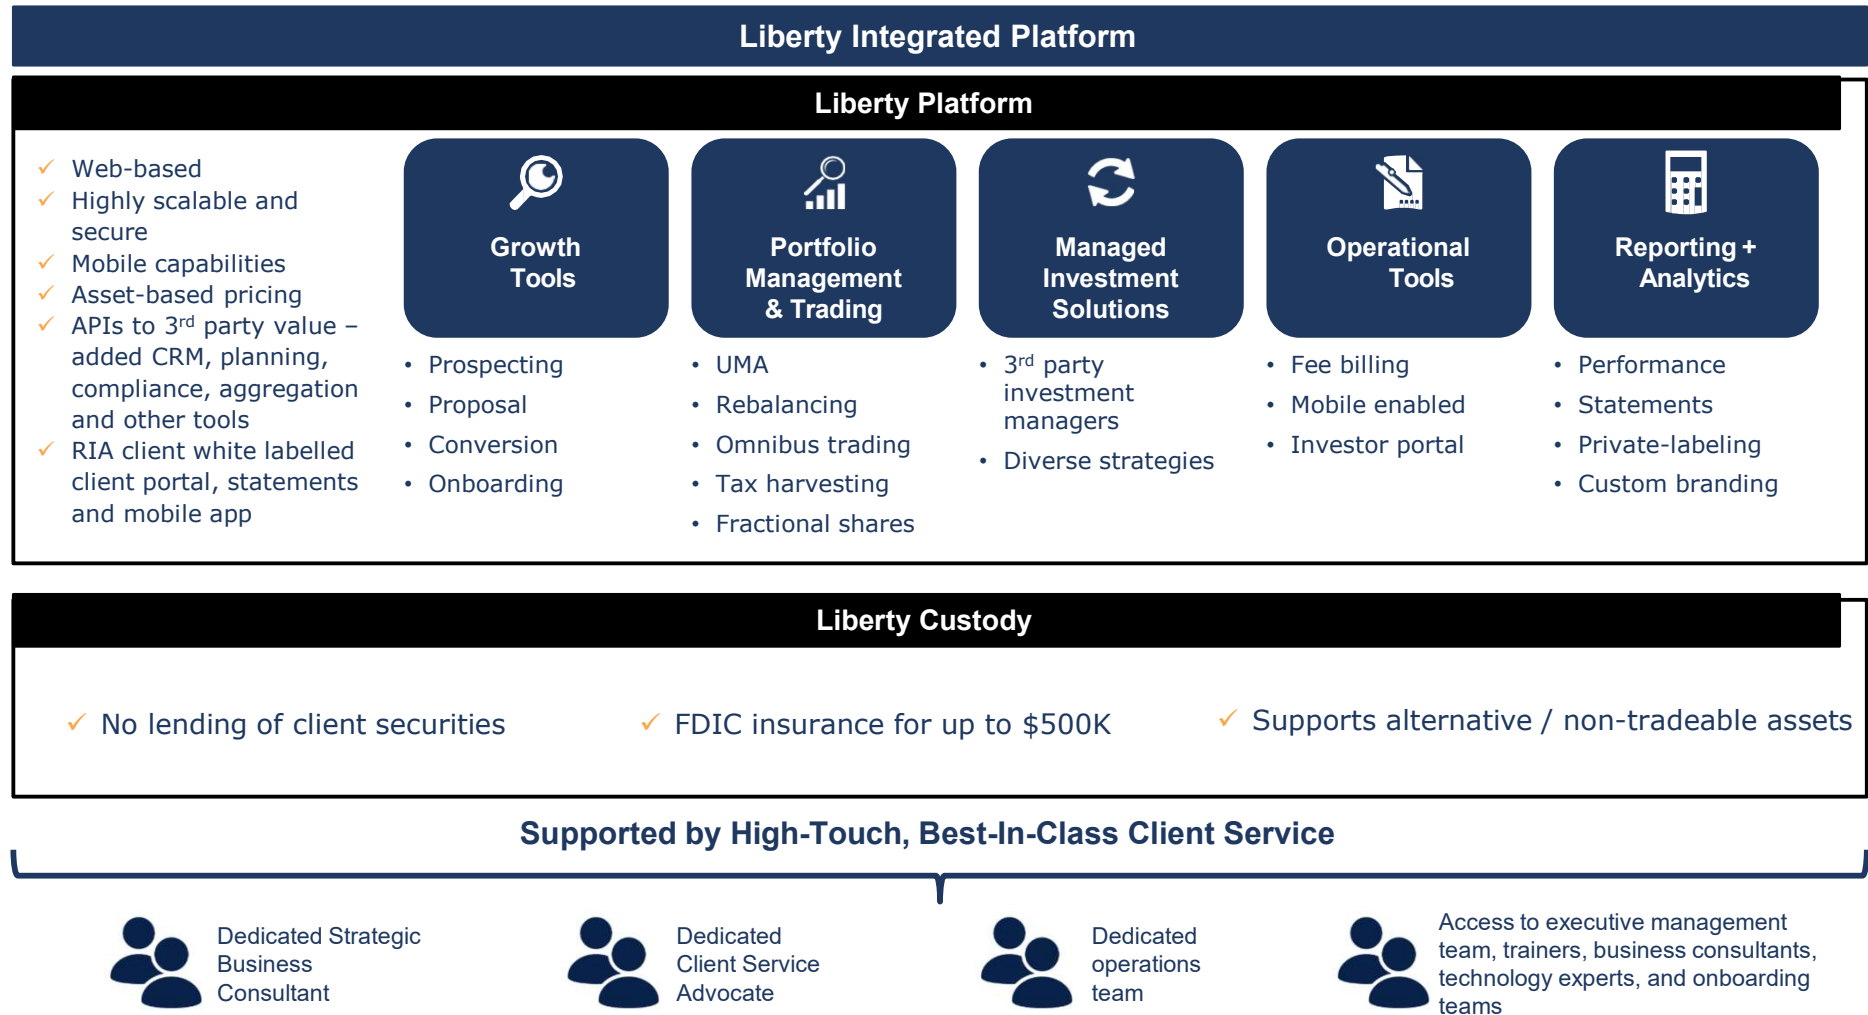 Liberty Integrated Platform
Liberty Platform
✓ Web-based
✓ Highly scalable and
secure
✓ Mobile capabilities
✓ Asset-based pricing
✓ APIs to 3rd party value –
added CRM, planning,
compliance, aggregation
and other tools
✓ RIA client white labelled
client portal, statements
and mobile app
Growth
Tools
• Prospecting
• Proposal
• Conversion
• Onboarding
Portfolio
Management
& Trading
• UMA
• Rebalancing
• Omnibus trading
• Tax harvesting
• Fractional shares
Managed
Investment
Solutions
• 3rd party
investment
managers
• Diverse strategies
Operational
Tools
• Fee billing
• Mobile enabled
• Investor portal
Reporting +
Analytics
• Performance
• Statements
• Private-labeling
• Custom branding
Liberty Custody
✓ No lending of client securities
✓ FDIC insurance for up to $500K
✓ Supports alternative / non-tradeable assets
Supported by High-Touch, Best-In-Class Client Service
Dedicated Strategic
Business
Consultant
Dedicated
Client Service
Advocate
Dedicated
operations
team
Access to executive management
team, trainers, business consultants,
technology experts, and onboarding
teams